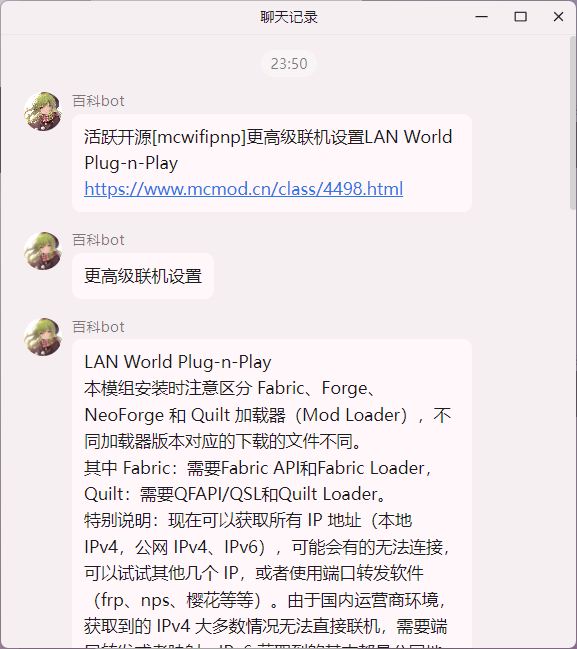 聊天记录
23:50
百科bot
活跃开源[mcwifipnp]更高级联机设置LAN World
Plug-n-Play
https://www.mcmod.cn/class/4498.html
百科bot
更高级联机设置
百科bot
LAN World Plug-n-Play
本模组安装时注意区分 Fabric、Forge、
NeoForge 和 Quilt 加载器（Mod Loader），不
同加载器版本对应的下载的文件不同。
其中 Fabric：需要Fabric API和Fabric Loader，
Quilt：需要QFAPI/QSL和Quilt Loader。
特别说明：现在可以获取所有 IP 地址（本地
IPv4，公网 IPv4、IPv6），可能会有的无法连接，
可以试试其他几个 IP，或者使用端口转发软件
（frp、nps、樱花等等）。由于国内运营商环境，
获取到的 IPv4 大多数情况无法直接联机，需要端